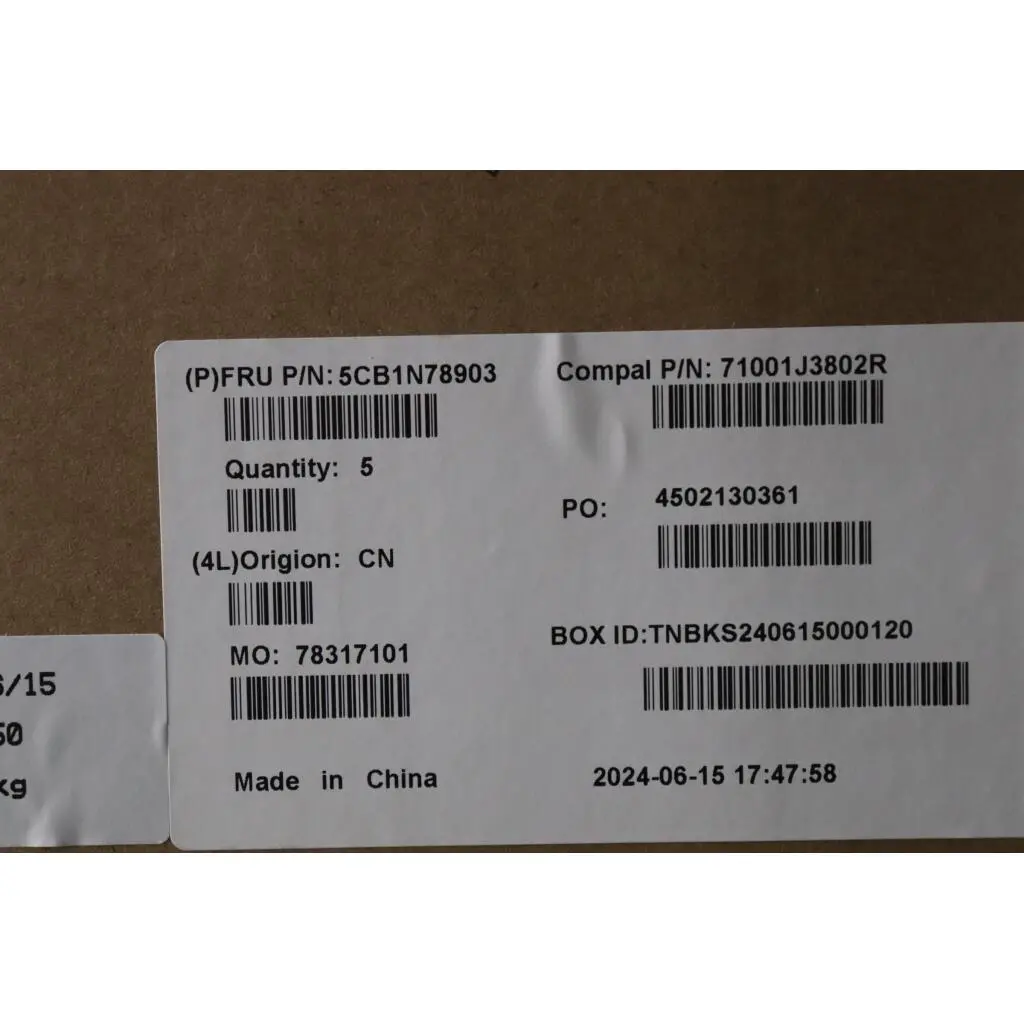 (P)FRU P/N: 5CB1N78903
Compal P/N: 71001J3802R
Quantity: 5
PO: 4502130361
(4L)Origion: CN
BOX ID:TNBKS240615000120
MO: 78317101
Made in China
2024-06-15 17:47:58
/15
50
kg